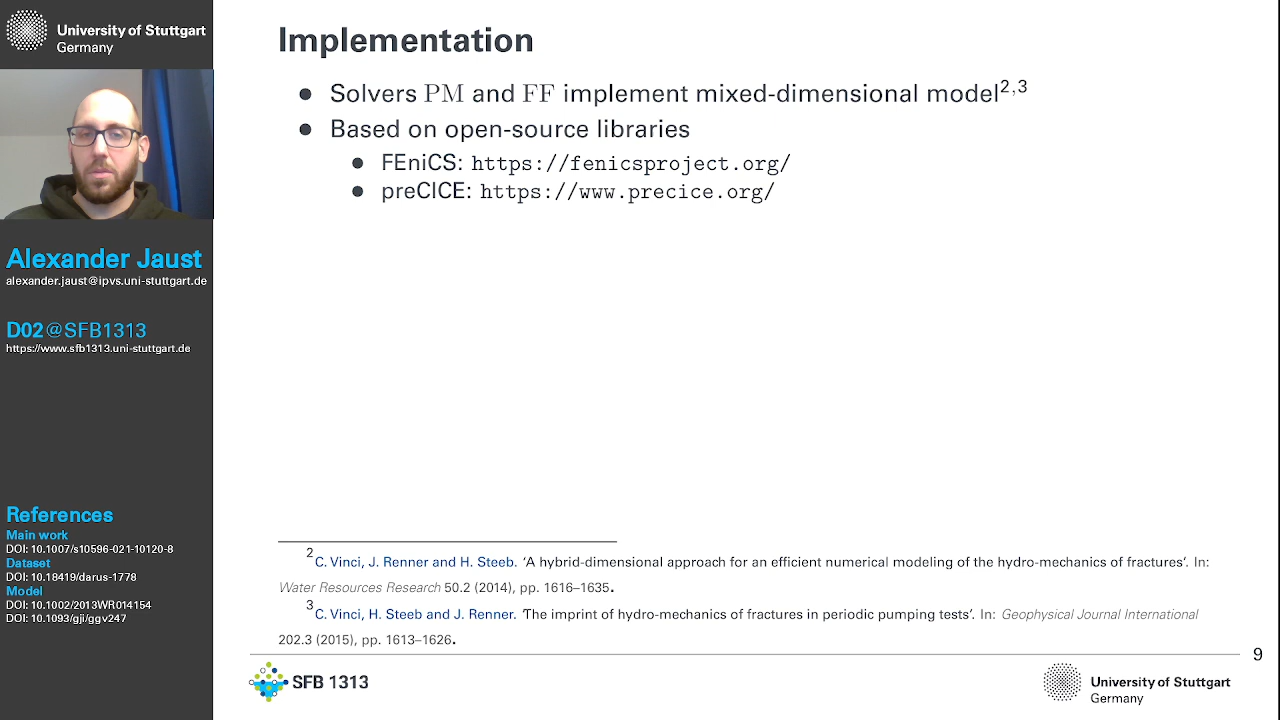 University of Stuttgart
Germany
Alexander Jaust
alexander.jaust@ipvs.uni-stuttgart.de
D02@SFB1313
https://www.sfb1313.uni-stuttgart.de
References
Main work
DOI: 10.1007/s10596-021-10120-8
Dataset
DOI: 10.18419/darus-1778
Model
DOI: 10.1002/2013WR014154
DOI: 10.1093/gji/ggv247
Implementation
• Solvers PM and FF implement mixed-dimensional model2,3
• Based on open-source libraries
• FEniCS: https://fenicsproject.org/
• preCICE: https://www.precice.org/
2C. Vinci, J. Renner and H. Steeb. ‘A hybrid-dimensional approach for an efficient numerical modeling of the hydro-mechanics of fractures’. In:
Water Resources Research 50.2 (2014), pp. 1616–1635.
3C. Vinci, H. Steeb and J. Renner. ‘The imprint of hydro-mechanics of fractures in periodic pumping tests’. In: Geophysical Journal International
202.3 (2015), pp. 1613–1626.
9
SFB 1313
University of Stuttgart
Germany